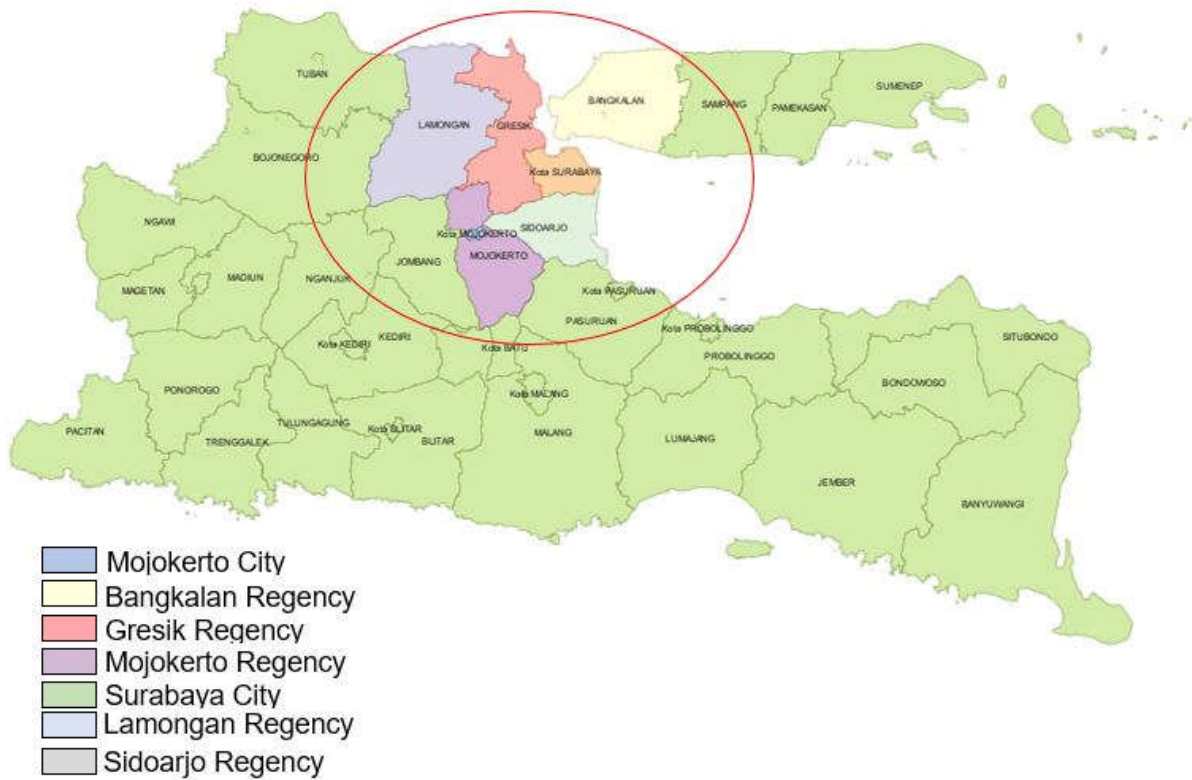 TUBAN
LAMONGAN
GRESIK
BANGKALAN
SAMPANG
PAMEKASAN
SUMENEP
BOJONEGORO
Kota SURABAYA
NGAWI
SIDOARJO
Kota MOJOKERTO
MOJOKERTO
JOMBANG
MADIUN
NGANJUK
MAGETAN
Kota PASURUAN
PASURUAN
Kota PROBOLINGGO
PROBOLINGGO
SITUBONDO
Kota KEDIRI
KEDIRI
Kota BATU
BONDOWOSO
PONOROGO
Kota MALANG
MALANG
PACITAN
TRENGGALEK
TULUNGAGUNG
Kota BLITAR
BLITAR
LUMAJANG
JEMBER
BANYUWANGI
Mojokerto City
Bangkalan Regency
Gresik Regency
Mojokerto Regency
Surabaya City
Lamongan Regency
Sidoarjo Regency